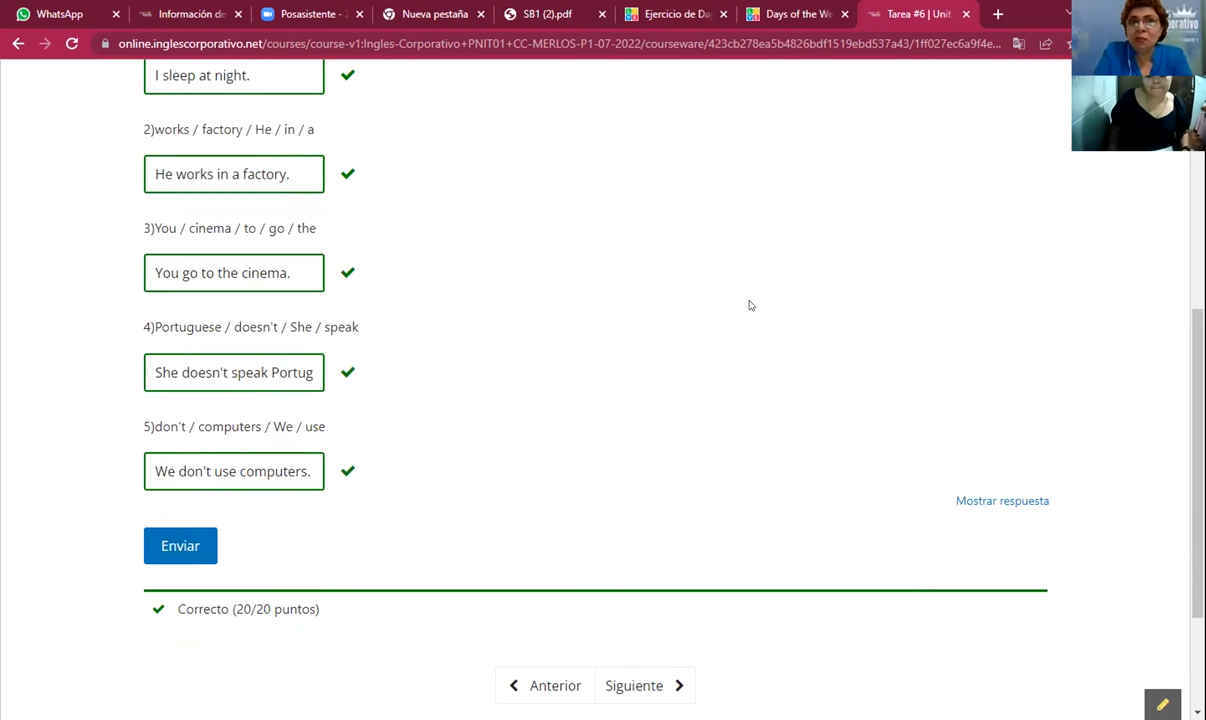 WhatsApp
Información de
Posasistente - 2
Nueva pestaña
SB1 (2).pdf
Ejercicio de Da
Days of the We
Tarea #6 | Unit
online.inglescorporativo.net/courses/course-v1:Ingles-Corporativo+PNIT01+CC-MERLOS-P1-07-2022/courseware/423cb278ea5b4826bdf1519ebd537a43/1ff027ec6a9f4e...
I sleep at night.
2)works / factory / He / in / a
He works in a factory.
3)You / cinema / to / go / the
You go to the cinema.
4)Portuguese / doesn't / She / speak
She doesn't speak Portug
5)don't / computers / We / use
We don't use computers.
Mostrar respuesta
Enviar
Correcto (20/20 puntos)
Anterior
Siguiente